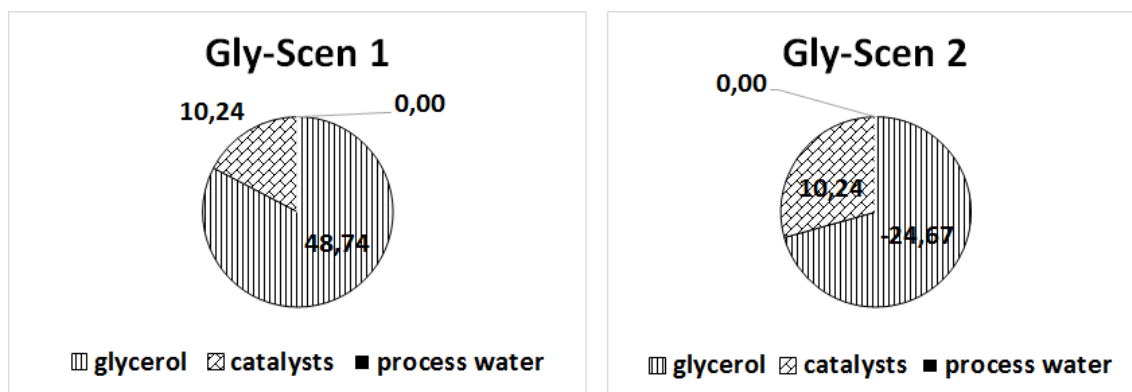 Gly-Scen 1
10,24
0,00
48,74
glycerol catalysts process water
Gly-Scen 2
0,00
10,24
-24,67
glycerol catalysts process water